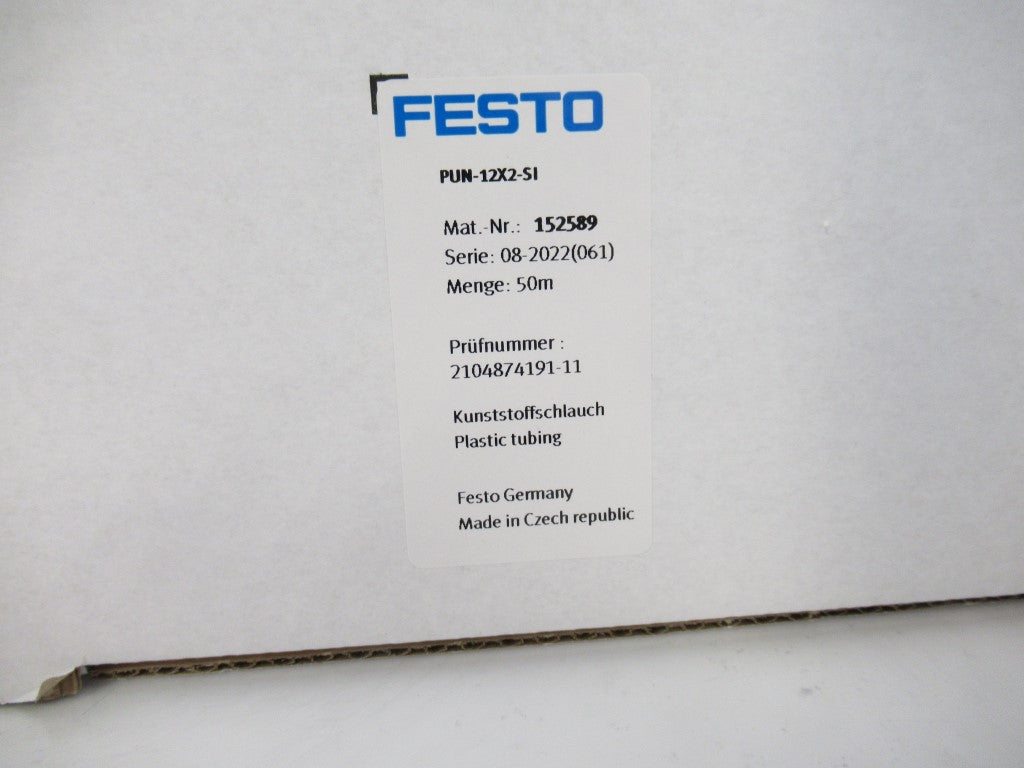 FESTO
PUN-12X2-SI
Mat.-Nr.: 152589
Serie: 08-2022(061)
Menge: 50m
Prüfnummer :
2104874191-11
Kunststoffschlauch
Plastic tubing
Festo Germany
Made in Czech republic